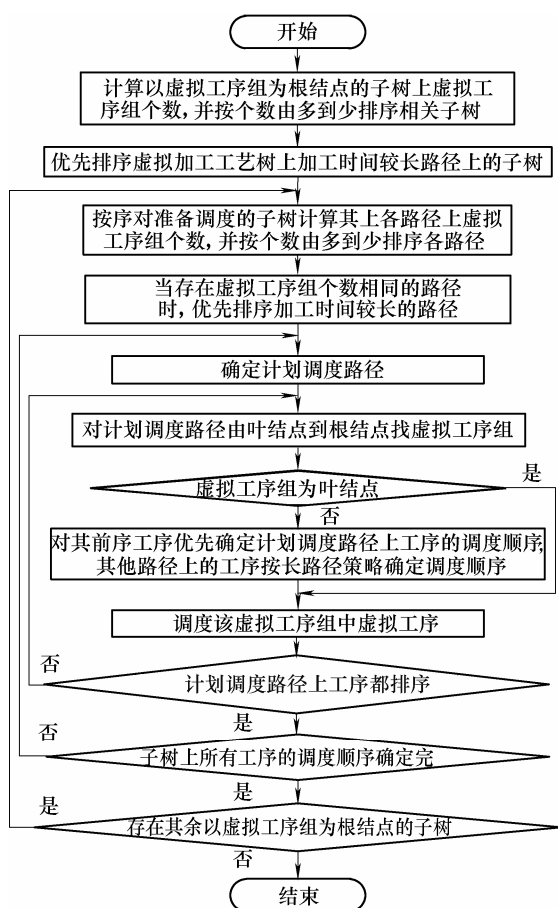 开始
计算以虚拟工序组为根结点的子树上虚拟工
序组个数,并按个数由多到少排序相关子树
优先排序虚拟加工工艺树上加工时间较长路径上的子树
按序对准备调度的子树计算其上各路径上虚拟
工序组个数,并按个数由多到少排序各路径
当存在虚拟工序组个数相同的路径
时,优先排序加工时间较长的路径
确定计划调度路径
对计划调度路径由叶结点到根结点找虚拟工序组
是
虚拟工序组为叶结点
否
对其前序工序优先确定计划调度路径上工序的调度顺序,
其他路径上的工序按长路径策略确定调度顺序
调度该虚拟工序组中虚拟工序
否
计划调度路径上工序都排序
是
否
子树上所有工序的调度顺序确定完
是
是
存在其余以虚拟工序组为根结点的子树
否
结束